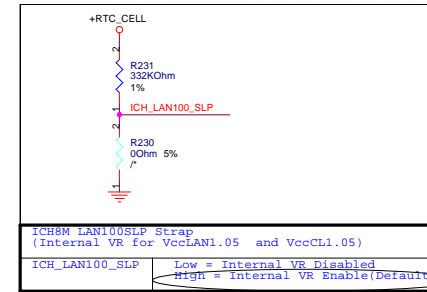 +RTC_CELL
2
R231
332KOhm
1%
1
ICH_LAN100_SLP
2
R230
0Ohm 5%
/*
1
ICH8M LAN100SLP Strap
(Internal VR for VccLAN1.05 and VccCL1.05)
ICH_LAN100_SLP
Low = Internal VR Disabled
High = Internal VR Enable(Default